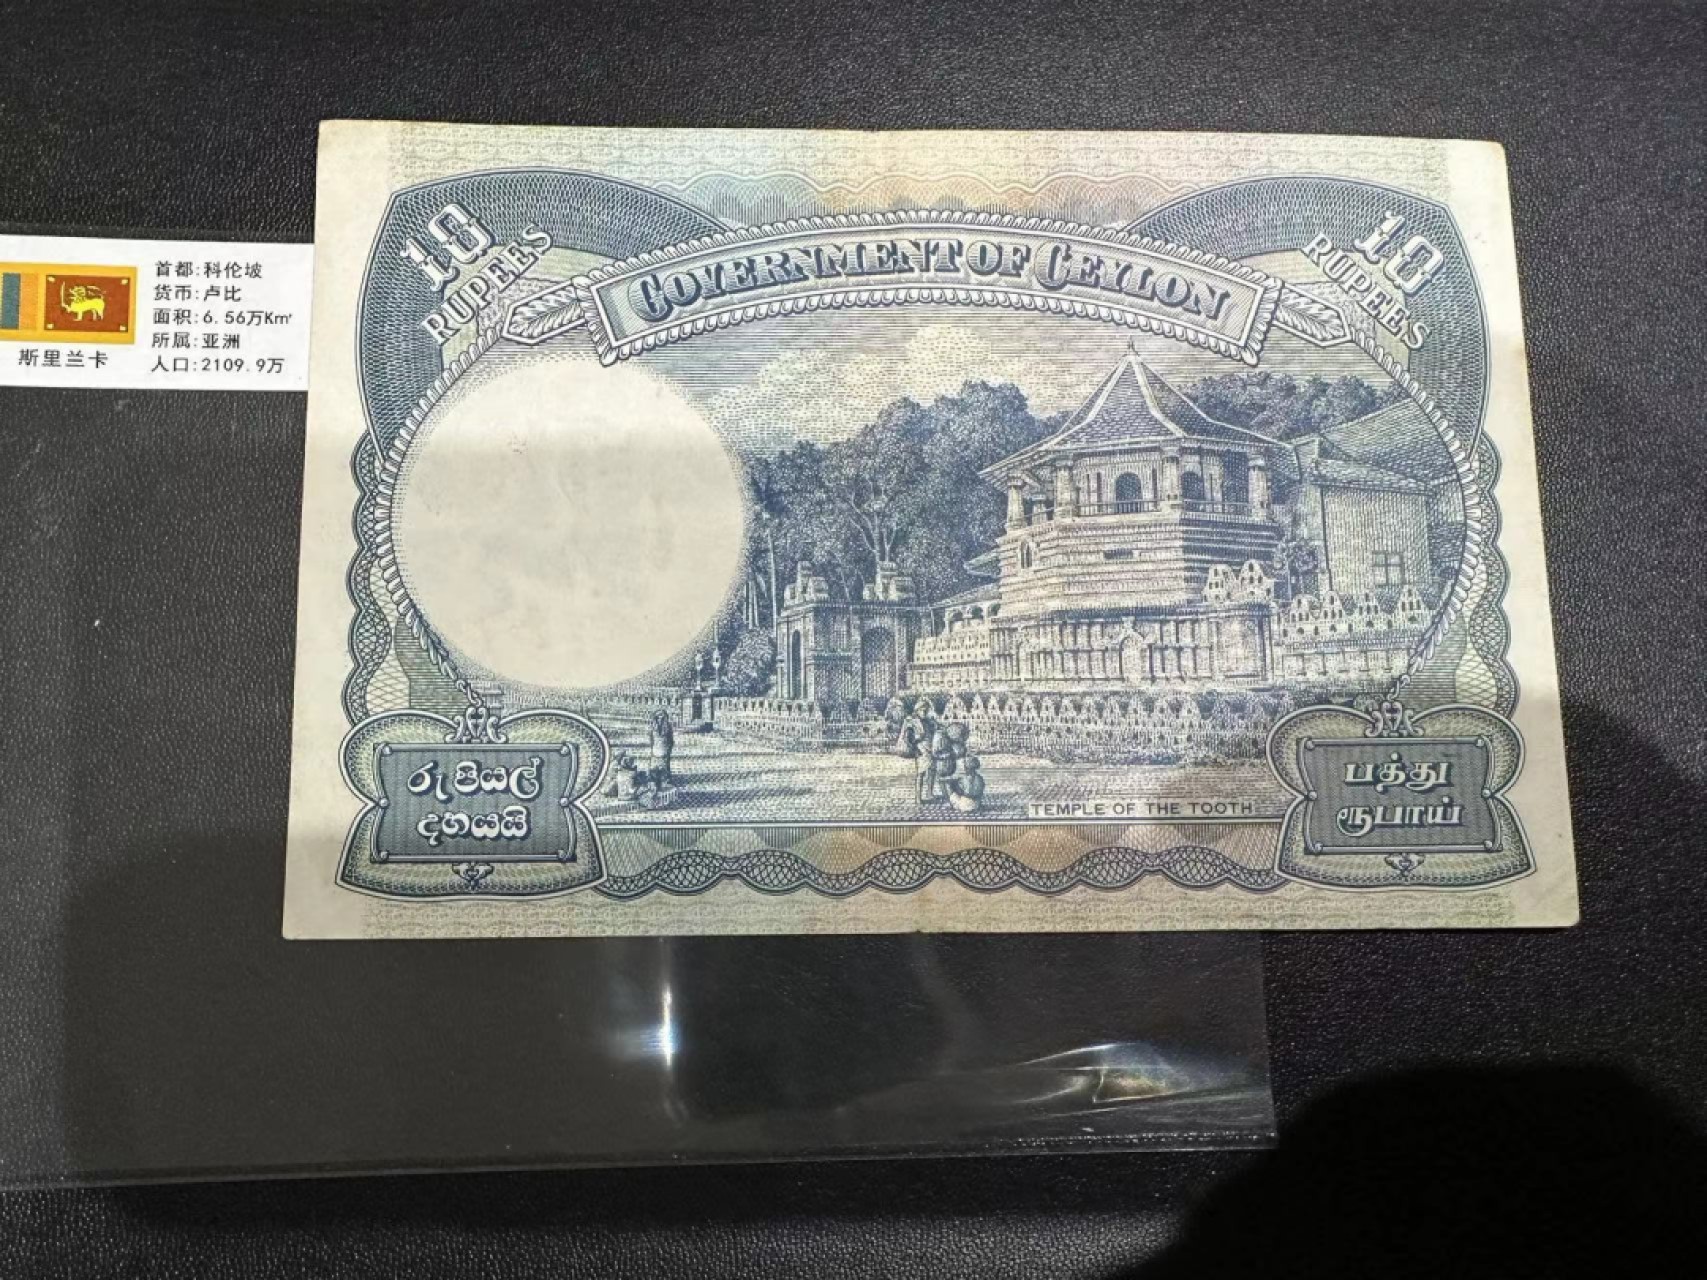 10
RUPEES
GOVERNMENT OF CEYLON
10
RUPEES
首都:科伦坡
货币:卢比
面积:6.56万Km²
所属:亚洲
人口:2109.9万
斯里兰卡
රුපියල්
දහයයි
TEMPLE OF THE TOOTH
பத்து
ரூபாய்